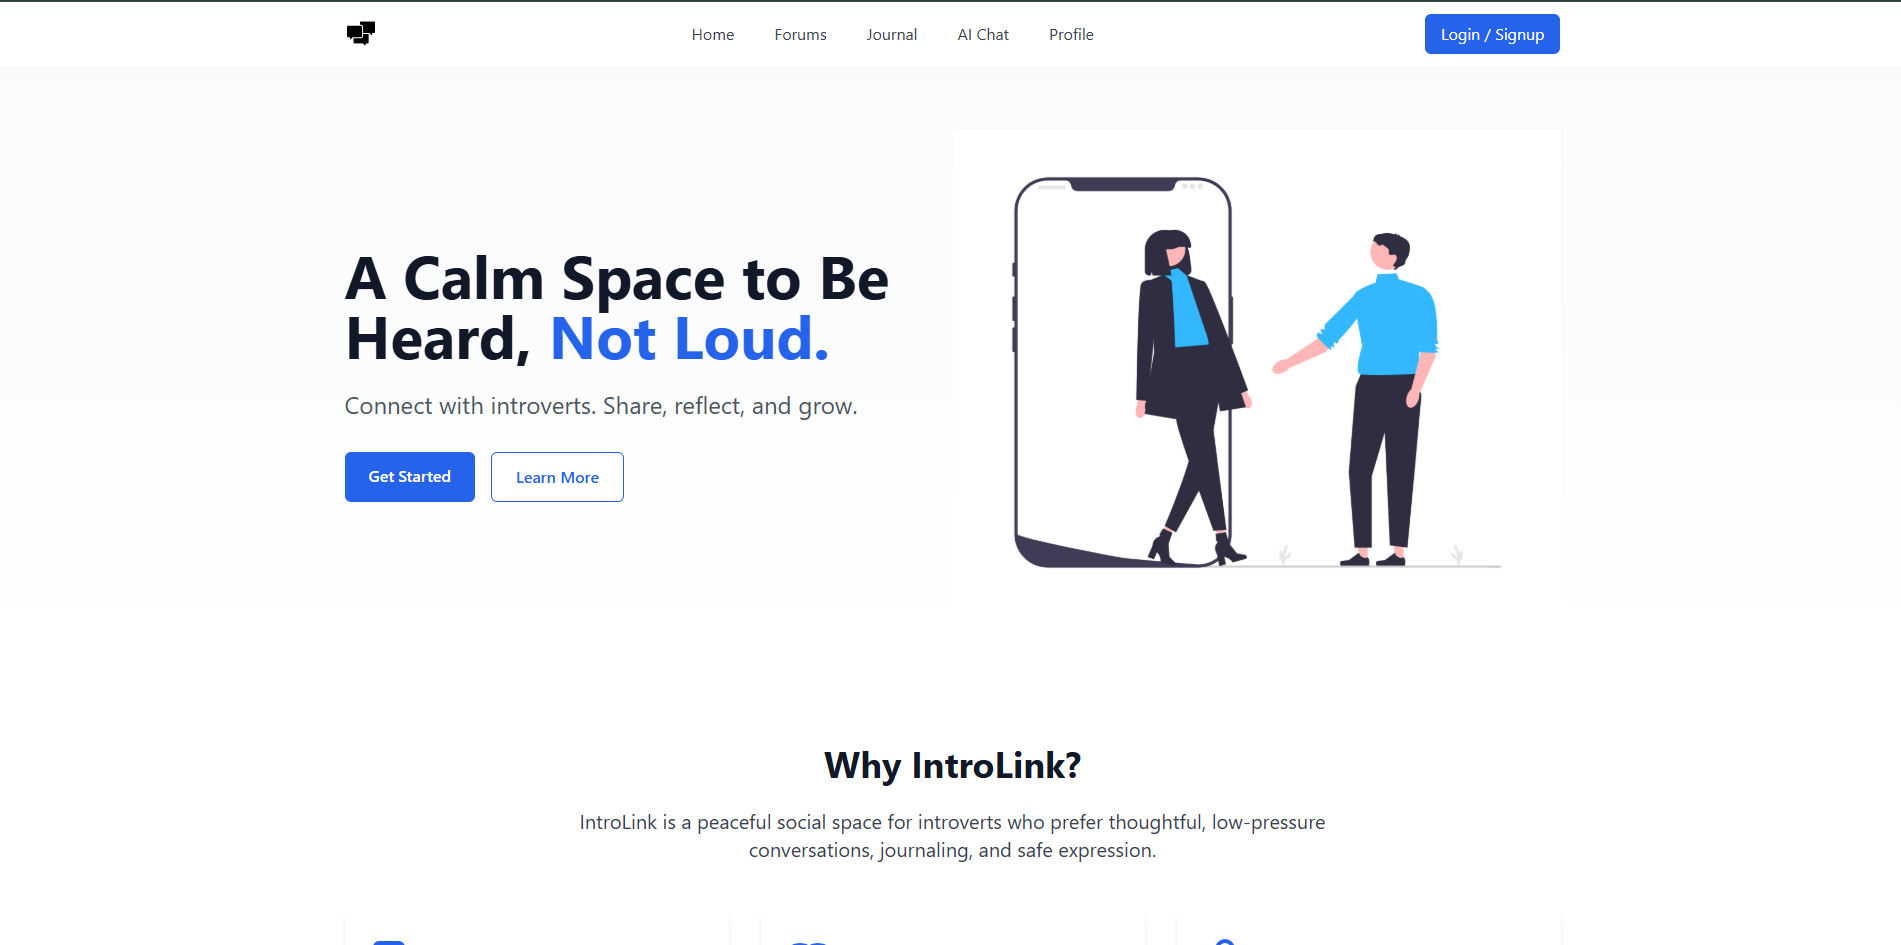 Home Forums Journal AI Chat Profile Login / Signup
A Calm Space to Be
Heard, Not Loud.
Connect with introverts. Share, reflect, and grow.
Get Started Learn More
Why IntroLink?
IntroLink is a peaceful social space for introverts who prefer thoughtful, low-pressure
conversations, journaling, and safe expression.